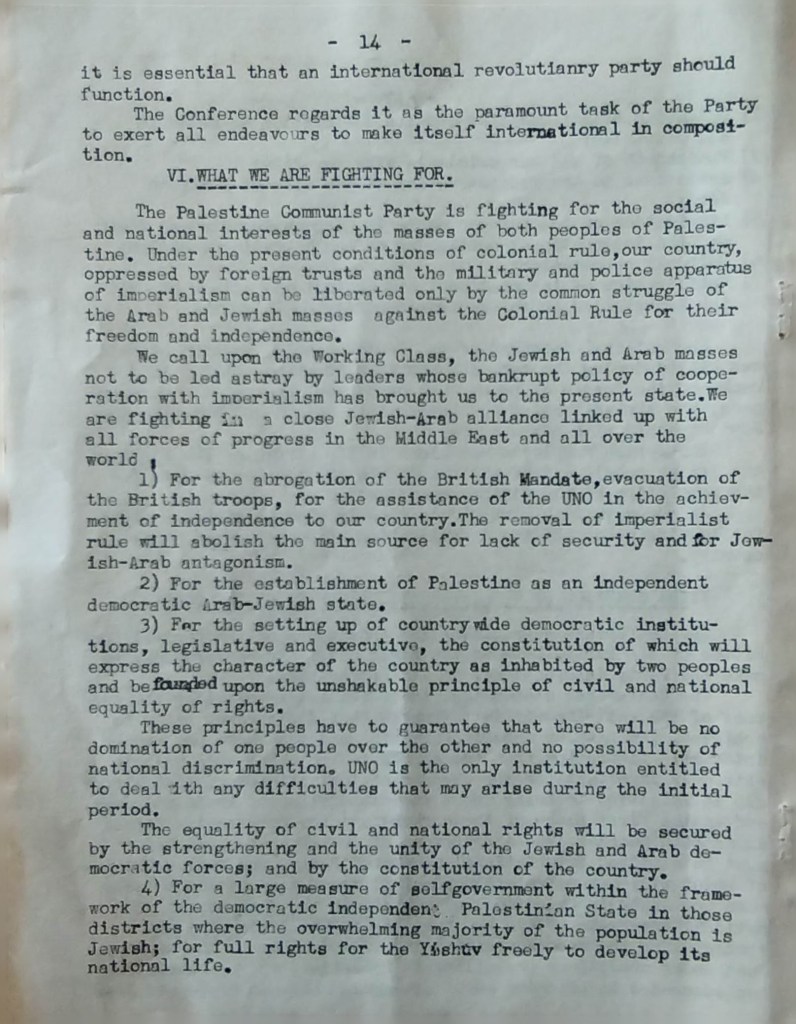 - 14 -
it is essential that an international revolutianry party should
function.
The Conference regards it as the paramount task of the Party
to exert all endeavours to make itself international in composi-
tion.
VI.WHAT WE ARE FIGHTING FOR.
The Palestine Communist Party is fighting for the social
and national interests of the masses of both peoples of Pales-
tine. Under the present conditions of colonial rule,our country,
oppressed by foreign trusts and the military and police apparatus
of imperialism can be liberated only by the common struggle of
the Arab and Jewish masses against the Colonial Rule for their
freedom and independence.
We call upon the Working Class, the Jewish and Arab masses
not to be led astray by leaders whose bankrupt policy of coope-
ration with imperialism has brought us to the present state.We
are fighting in a close Jewish-Arab alliance linked up with
all forces of progress in the Middle East and all over the
world :
1) For the abrogation of the British Mandate,evacuation of
the British troops, for the assistance of the UNO in the achiev-
ment of independence to our country.The removal of imperialist
rule will abolish the main source for lack of security and for Jew-
ish-Arab antagonism.
2) For the establishment of Palestine as an independent
democratic Arab-Jewish state.
3) For the setting up of countrywide democratic institu-
tions, legislative and executive, the constitution of which will
express the character of the country as inhabited by two peoples
and be founded upon the unshakable principle of civil and national
equality of rights.
These principles have to guarantee that there will be no
domination of one people over the other and no possibility of
national discrimination. UNO is the only institution entitled
to deal ith any difficulties that may arise during the initial
period.
The equality of civil and national rights will be secured
by the strengthening and the unity of the Jewish and Arab de-
mocratic forces; and by the constitution of the country.
4) For a large measure of selfgovernment within the frame-
work of the democratic independent Palestinian State in those
districts where the overwhelming majority of the population is
Jewish; for full rights for the Yishuv freely to develop its
national life.